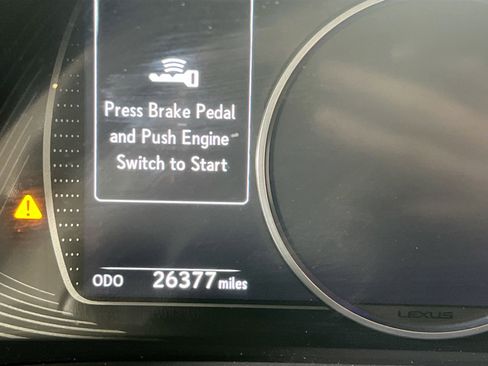 Press Brake Pedal
and Push Engine
Switch to Start
ODO 26377 miles
LEXUS